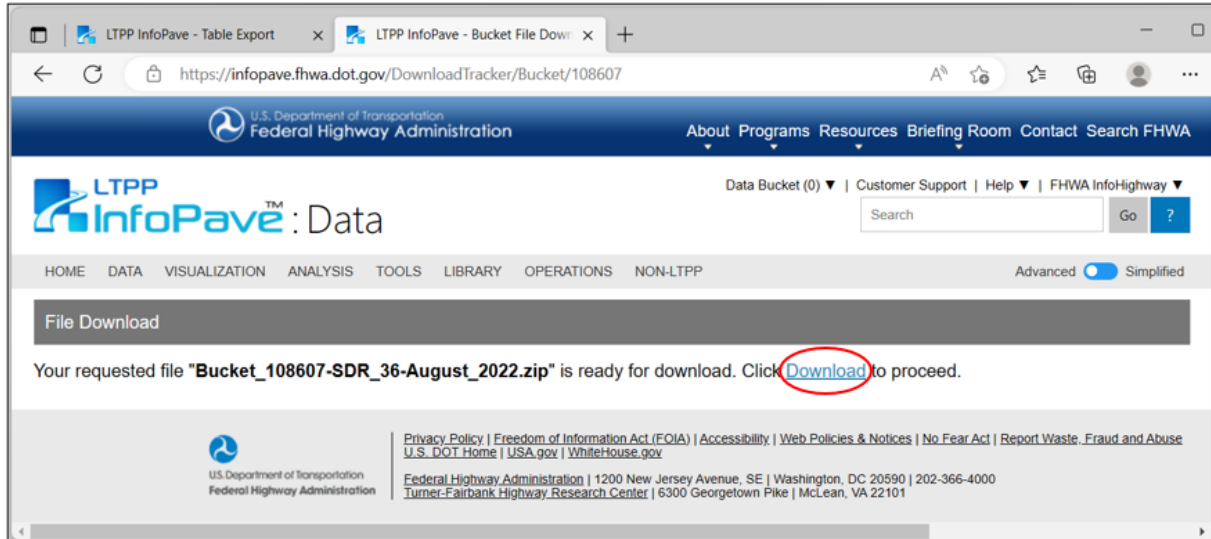 LTPP InfoPave - Table Export
LTPP InfoPave - Bucket File Down
https://infopave.fhwa.dot.gov/DownloadTracker/Bucket/108607
U.S. Department of Transportation
Federal Highway Administration
About Programs Resources Briefing Room Contact Search FHWA
Data Bucket (0) ▼ | Customer Support | Help ▼ | FHWA InfoHighway ▼
LTPP
InfoPave™: Data
Search Go ?
HOME DATA VISUALIZATION ANALYSIS TOOLS LIBRARY OPERATIONS NON-LTPP Advanced Simplified
File Download
Your requested file "Bucket_108607-SDR_36-August_2022.zip" is ready for download. Click Download to proceed.
U.S. Department of Transportation
Federal Highway Administration
Privacy Policy | Freedom of Information Act (FOIA) | Accessibility | Web Policies & Notices | No Fear Act | Report Waste, Fraud and Abuse
U.S. DOT Home | USA.gov | WhiteHouse.gov
Federal Highway Administration | 1200 New Jersey Avenue, SE | Washington, DC 20590 | 202-366-4000
Turner-Fairbank Highway Research Center | 6300 Georgetown Pike | McLean, VA 22101